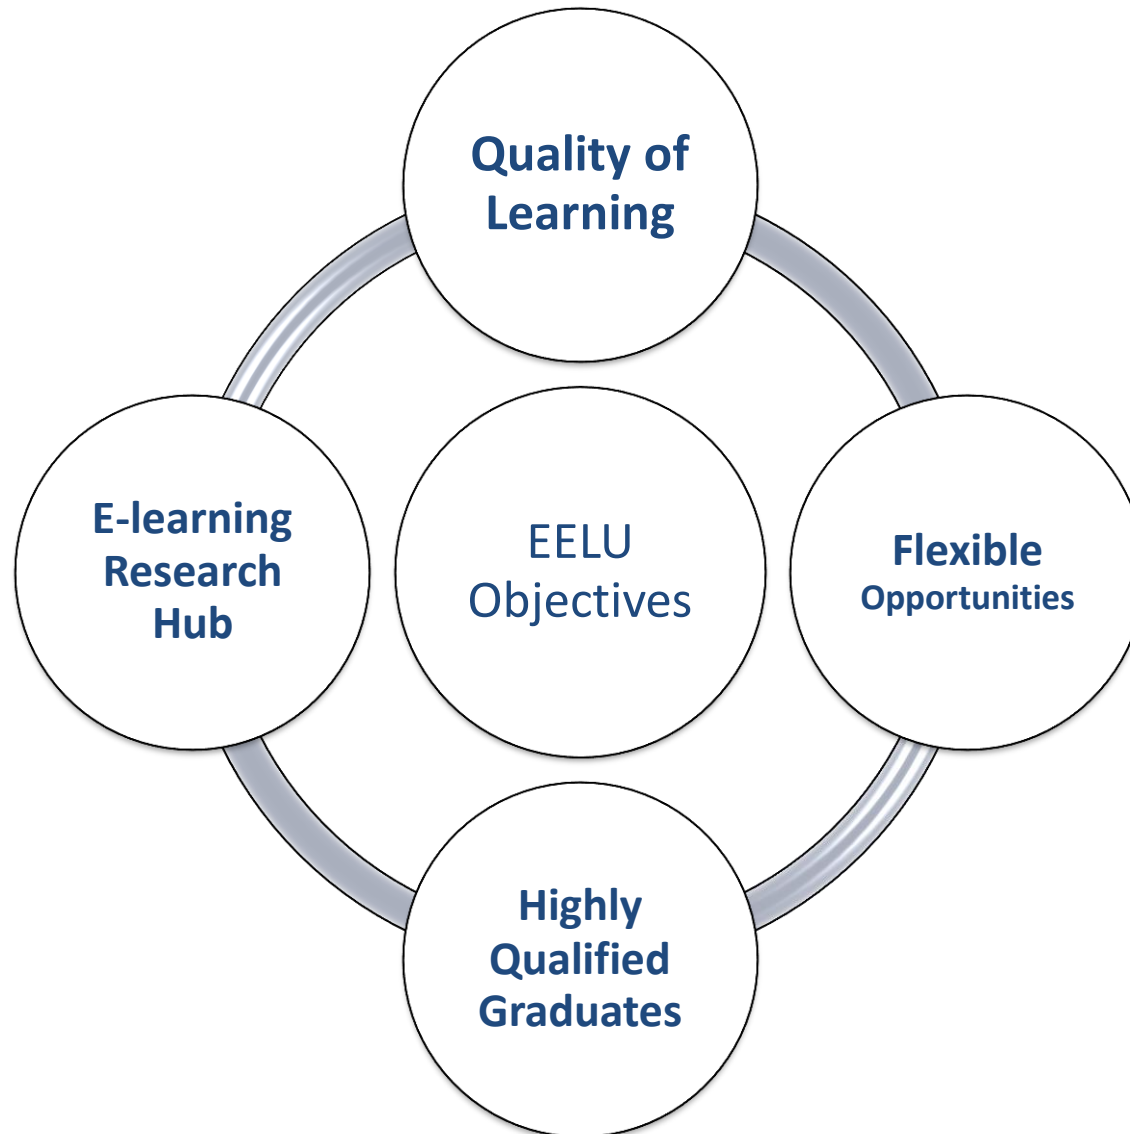 Quality of
Learning
E-learning
Research
Hub
EELU
Objectives
Flexible
Opportunities
Highly
Qualified
Graduates